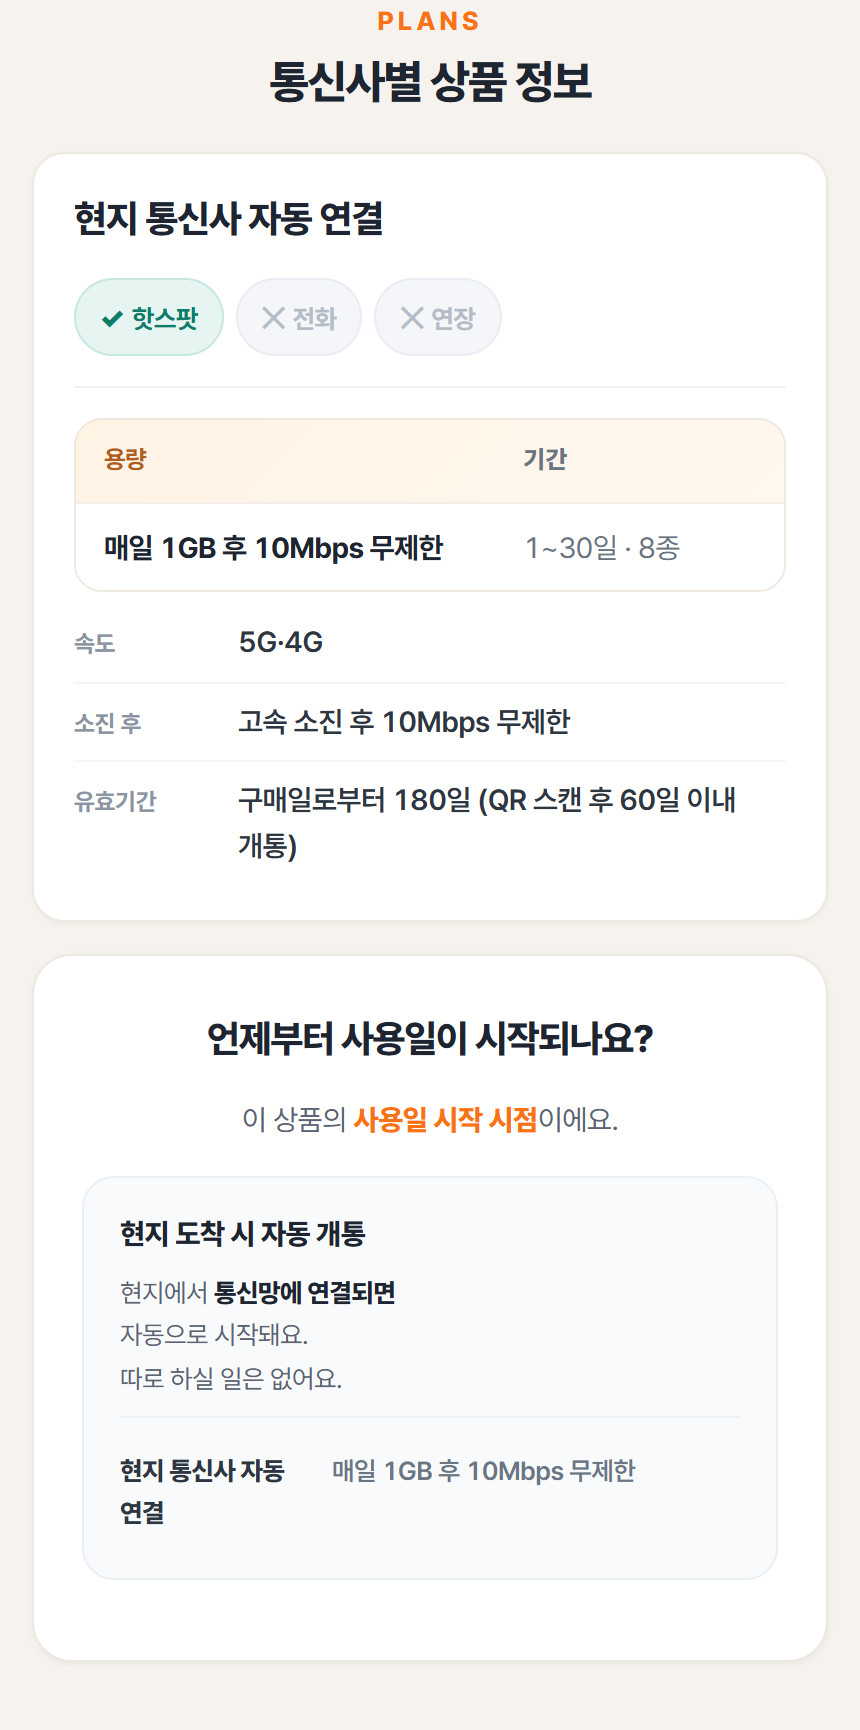 PLANS
통신사별 상품 정보
현지 통신사 자동 연결
✓ 핫스팟 ✕ 전화 ✕ 연장
용량 기간
매일 1GB 후 10Mbps 무제한 1~30일 · 8종
속도 5G·4G
소진 후 고속 소진 후 10Mbps 무제한
유효기간 구매일로부터 180일 (QR 스캔 후 60일 이내
개통)
언제부터 사용일이 시작되나요?
이 상품의 사용일 시작 시점이에요.
현지 도착 시 자동 개통
현지에서 통신망에 연결되면
자동으로 시작돼요.
따로 하실 일은 없어요.
현지 통신사 자동 매일 1GB 후 10Mbps 무제한
연결